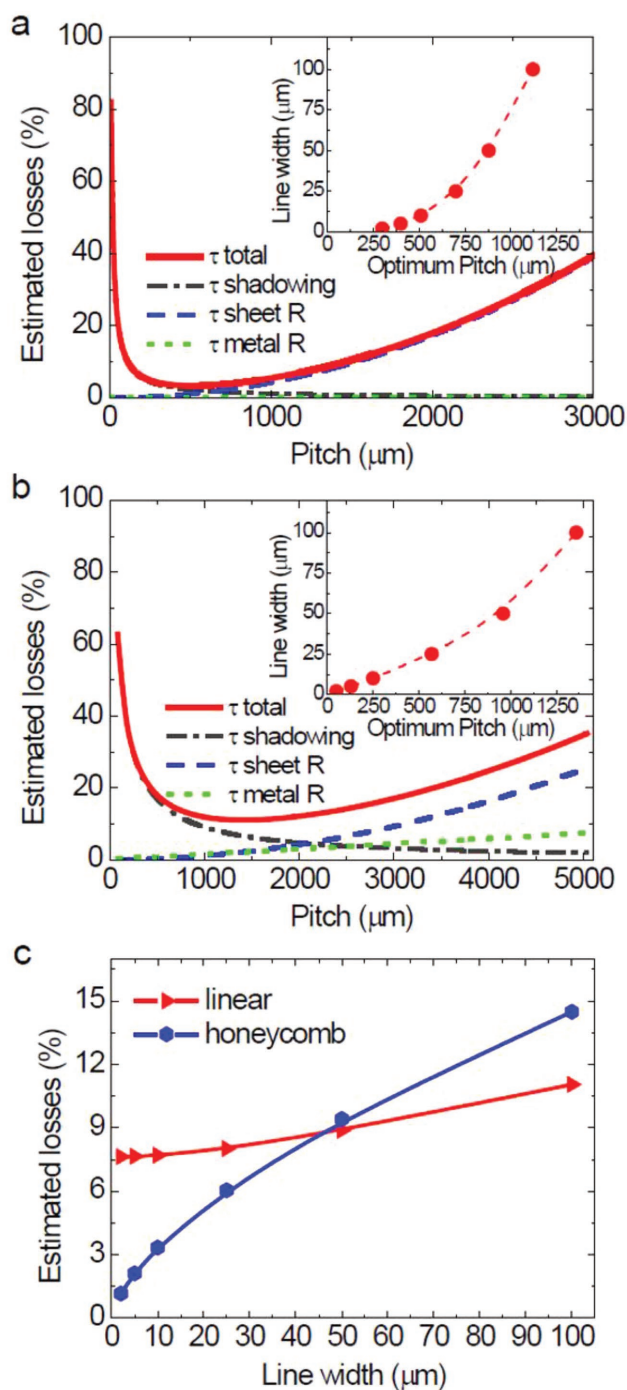 a
100
80
60
40
20
0
Estimated losses (%)
τ total
τ shadowing
τ sheet R
τ metal R
0 1000 2000 3000
Pitch (μm)
100
75
50
25
0
Line width (μm)
250 500 750 1000 1250
Optimum Pitch (μm)
b
100
80
60
40
20
0
Estimated losses (%)
τ total
τ shadowing
τ sheet R
τ metal R
0 1000 2000 3000 4000 5000
Pitch (μm)
100
75
50
25
0
Line width (μm)
250 500 750 1000 1250
Optimum Pitch (μm)
c
15
12
9
6
3
0
Estimated losses (%)
linear
honeycomb
0 10 20 30 40 50 60 70 80 90 100
Line width (μm)